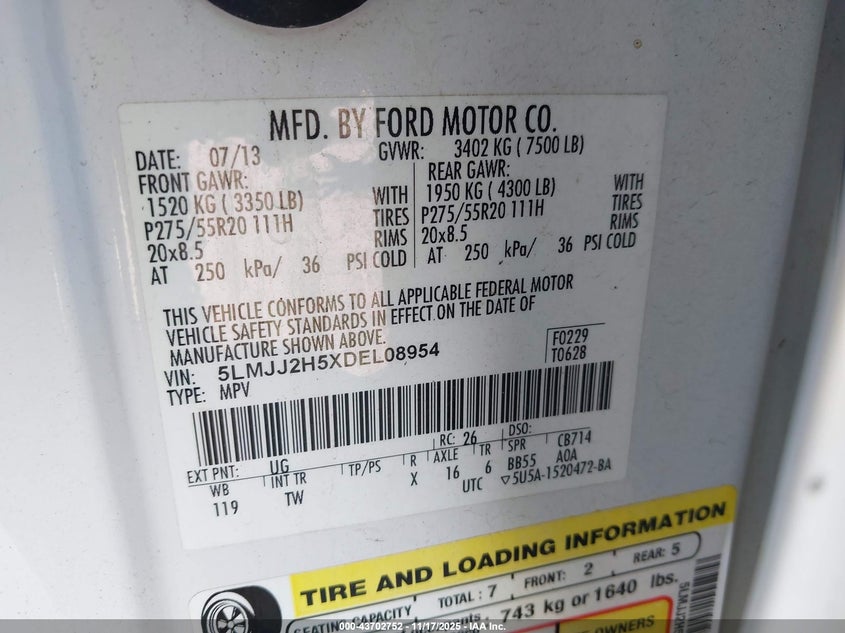 MFD. BY FORD MOTOR CO.
DATE: 07/13 GVWR: 3402 KG ( 7500 LB)
FRONT GAWR: REAR GAWR:
1520 KG ( 3350 LB) WITH 1950 KG ( 4300 LB) WITH
P275/55R20 111H TIRES P275/55R20 111H TIRES
20x8.5 RIMS 20x8.5 RIMS
AT 250 kPa/ 36 PSI COLD AT 250 kPa/ 36 PSI COLD
THIS VEHICLE CONFORMS TO ALL APPLICABLE FEDERAL MOTOR
VEHICLE SAFETY STANDARDS IN EFFECT ON THE DATE OF
MANUFACTURE SHOWN ABOVE.
F0229
VIN: 5LMJJ2H5XDEL08954
T0628
TYPE: MPV
EXT PNT: UG RC: 26 DSO: CB714
WB INT TR TP/PS R AXLE TR SPR A0A
119 TW X 16 6 BB55
UTC ▽5U5A-1520472-BA
TIRE AND LOADING INFORMATION
SEATING CAPACITY TOTAL : 7 FRONT: 2 REAR: 5
743 kg or 1640 lbs.
OWNERS
000-43702752 — 11/17/2025 — IAA Inc.